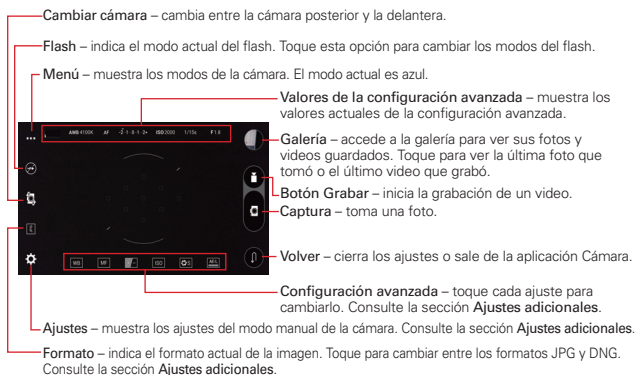 Cambiar cámara – cambia entre la cámara posterior y la delantera.
Flash – indica el modo actual del flash. Toque esta opción para cambiar los modos del flash.
Menú – muestra los modos de la cámara. El modo actual es azul.
Valores de la configuración avanzada – muestra los
valores actuales de la configuración avanzada.
AWB 4100K AF -2 -1 -0 -1 -2+ ISO 2000 1/15s F 1.8
Galería – accede a la galería para ver sus fotos y
videos guardados. Toque para ver la última foto que
tomó o el último video que grabó.
Botón Grabar – inicia la grabación de un video.
Captura – toma una foto.
Volver – cierra los ajustes o sale de la aplicación Cámara.
WB MF ISO S AE-L
Configuración avanzada – toque cada ajuste para
cambiarlo. Consulte la sección Ajustes adicionales.
Ajustes – muestra los ajustes del modo manual de la cámara. Consulte la sección Ajustes adicionales.
Formato – indica el formato actual de la imagen. Toque para cambiar entre los formatos JPG y DNG.
Consulte la sección Ajustes adicionales.